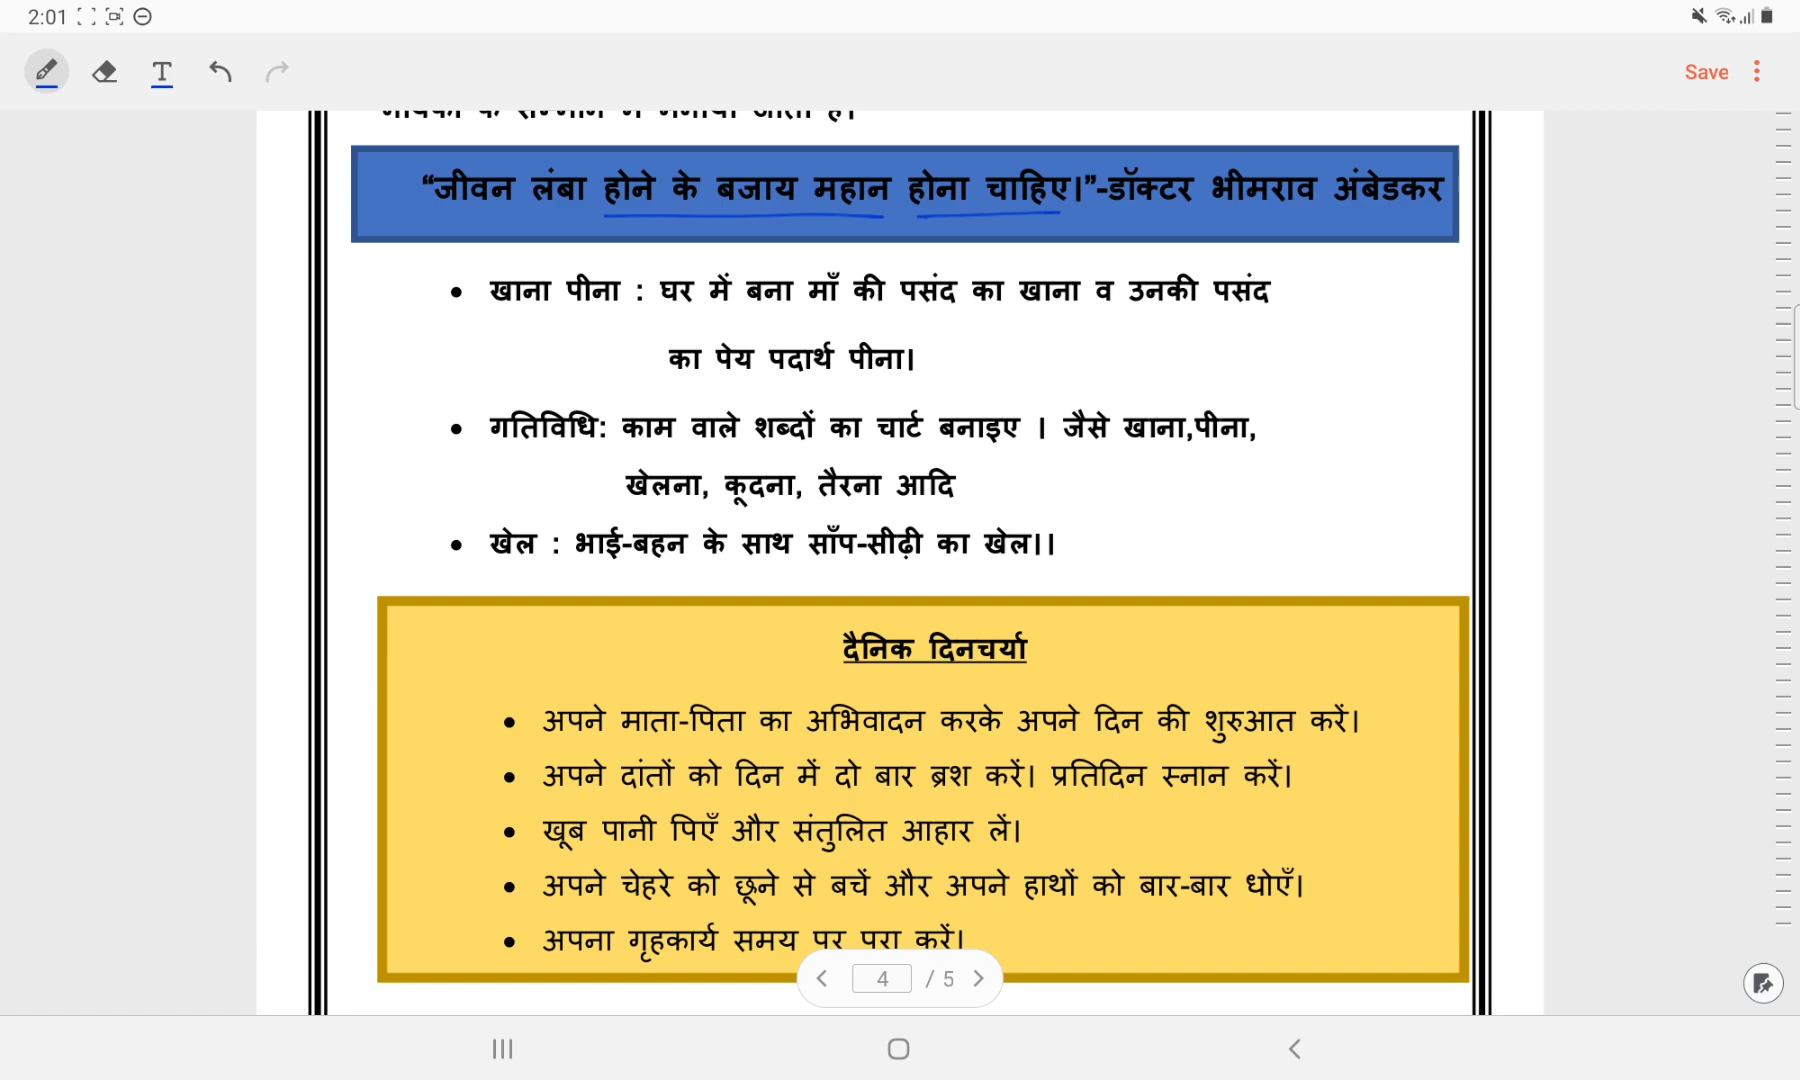 2:01
Save
“जीवन लंबा होने के बजाय महान होना चाहिए।”-डॉक्टर भीमराव अंबेडकर
• खाना पीना : घर में बना माँ की पसंद का खाना व उनकी पसंद
का पेय पदार्थ पीना।
• गतिविधि: काम वाले शब्दों का चार्ट बनाइए । जैसे खाना,पीना,
खेलना, कूदना, तैरना आदि
• खेल : भाई-बहन के साथ साँप-सीढ़ी का खेल।।
दैनिक दिनचर्या
• अपने माता-पिता का अभिवादन करके अपने दिन की शुरुआत करें।
• अपने दांतों को दिन में दो बार ब्रश करें। प्रतिदिन स्नान करें।
• खूब पानी पिएँ और संतुलित आहार लें।
• अपने चेहरे को छूने से बचें और अपने हाथों को बार-बार धोएँ।
• अपना गृहकार्य समय पर पूरा करें।
4 / 5